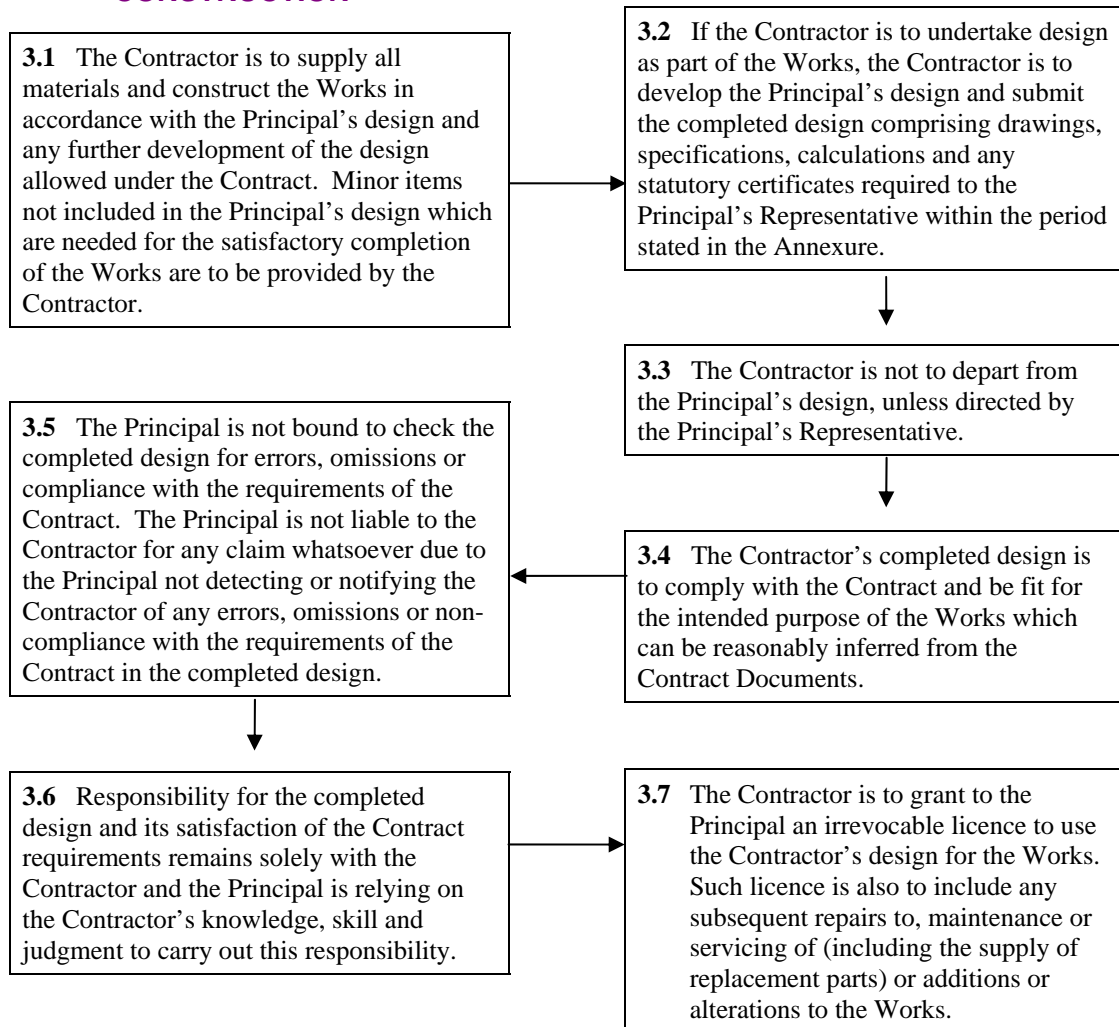 CONSTRUCTION
3.1 The Contractor is to supply all
materials and construct the Works in
accordance with the Principal's design and
any further development of the design
allowed under the Contract. Minor items
not included in the Principal's design which
are needed for the satisfactory completion
of the Works are to be provided by the
Contractor.
3.2 If the Contractor is to undertake design
as part of the Works, the Contractor is to
develop the Principal's design and submit
the completed design comprising drawings,
specifications, calculations and any
statutory certificates required to the
Principal's Representative within the period
stated in the Annexure.
3.3 The Contractor is not to depart from
the Principal's design, unless directed by
the Principal's Representative.
3.4 The Contractor's completed design is
to comply with the Contract and be fit for
the intended purpose of the Works which
can be reasonably inferred from the
Contract Documents.
3.5 The Principal is not bound to check the
completed design for errors, omissions or
compliance with the requirements of the
Contract. The Principal is not liable to the
Contractor for any claim whatsoever due to
the Principal not detecting or notifying the
Contractor of any errors, omissions or non-
compliance with the requirements of the
Contract in the completed design.
3.6 Responsibility for the completed
design and its satisfaction of the Contract
requirements remains solely with the
Contractor and the Principal is relying on
the Contractor's knowledge, skill and
judgment to carry out this responsibility.
3.7 The Contractor is to grant to the
Principal an irrevocable licence to use
the Contractor's design for the Works.
Such licence is also to include any
subsequent repairs to, maintenance or
servicing of (including the supply of
replacement parts) or additions or
alterations to the Works.